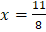 x = 11/8